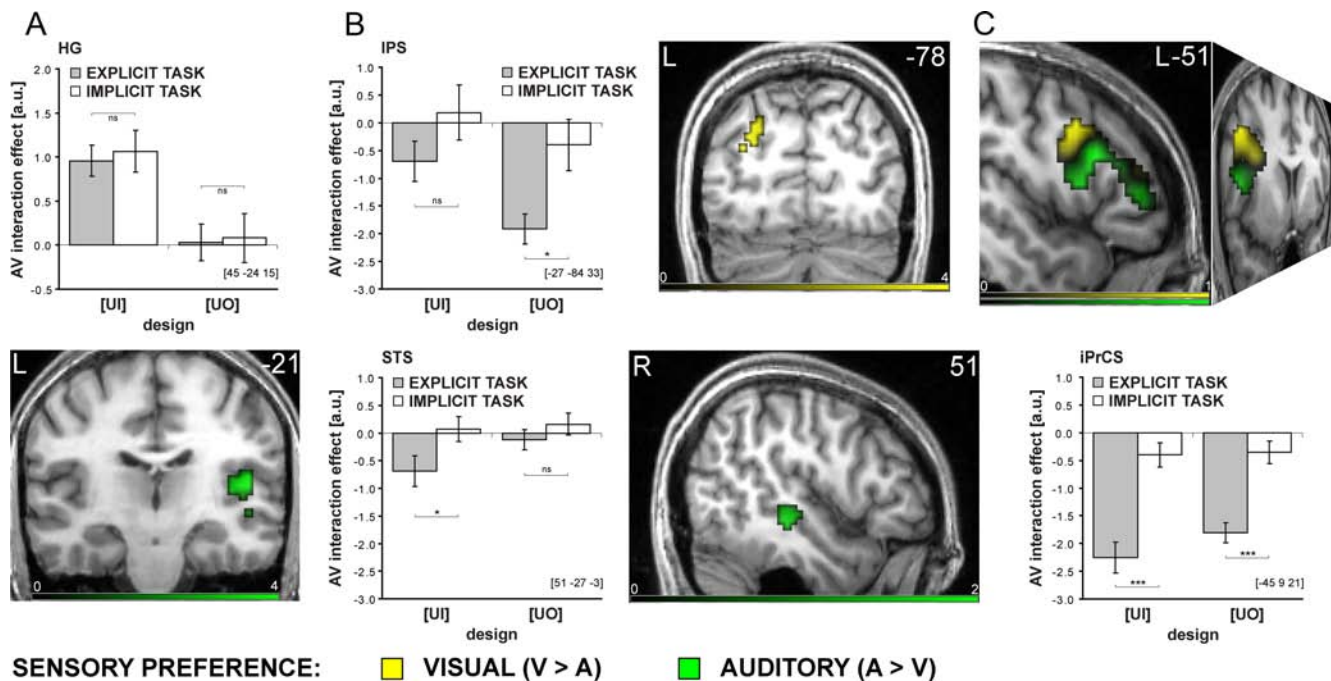 A
HG
AV interaction effect [a.u.]
2.0
1.5
1.0
0.5
0.0
-0.5
EXPLICIT TASK
IMPLICIT TASK
ns
ns
[45 -24 15]
[UI] [UO]
design
L -21
0 4
B
IPS
AV interaction effect [a.u.]
1.0
0.5
0.0
-0.5
-1.0
-1.5
-2.0
-2.5
-3.0
EXPLICIT TASK
IMPLICIT TASK
ns
*
[-27 -84 33]
[UI] [UO]
design
L -78
0 4
STS
AV interaction effect [a.u.]
1.0
0.5
0.0
-0.5
-1.0
-1.5
-2.0
-2.5
-3.0
EXPLICIT TASK
IMPLICIT TASK
*
ns
[51 -27 -3]
[UI] [UO]
design
R 51
0 2
C
L-51
0 1
iPrCS
AV interaction effect [a.u.]
1.0
0.5
0.0
-0.5
-1.0
-1.5
-2.0
-2.5
-3.0
EXPLICIT TASK
IMPLICIT TASK
***
***
[-45 9 21]
[UI] [UO]
design
SENSORY PREFERENCE: VISUAL (V > A) AUDITORY (A > V)